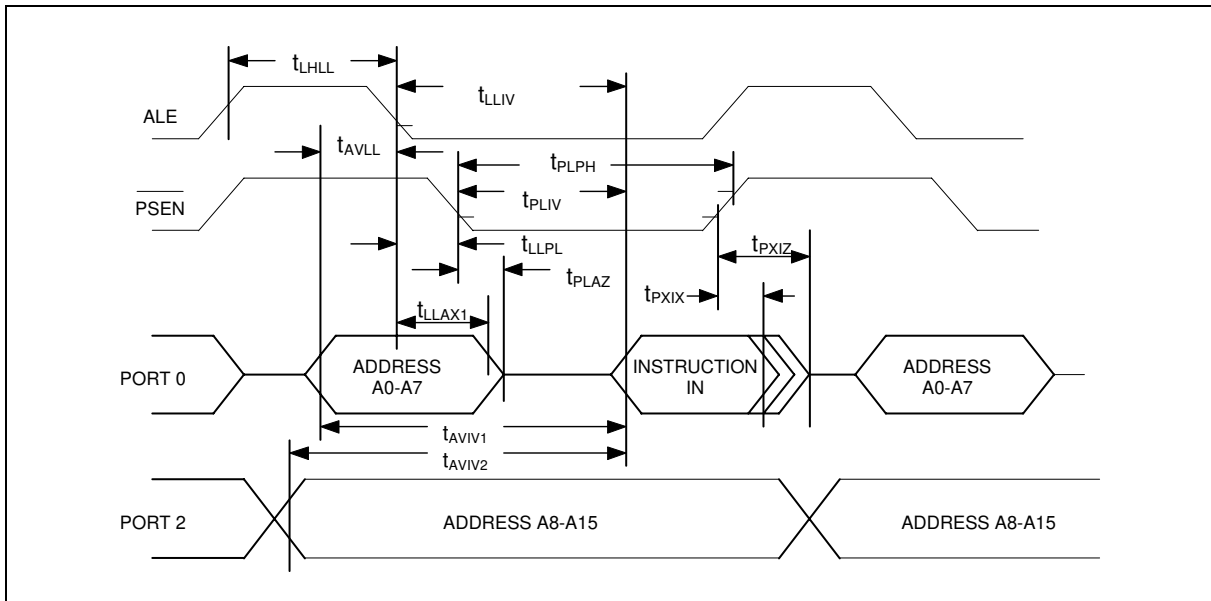 tLHLL
tLLIV
ALE
tAVLL
tPLPH
PSEN
tPLIV
tLLPL
tPXIZ
tPLAZ
tPXIX
tLLAX1
PORT 0
ADDRESS
A0-A7
INSTRUCTION
IN
ADDRESS
A0-A7
tAVIV1
tAVIV2
PORT 2
ADDRESS A8-A15
ADDRESS A8-A15